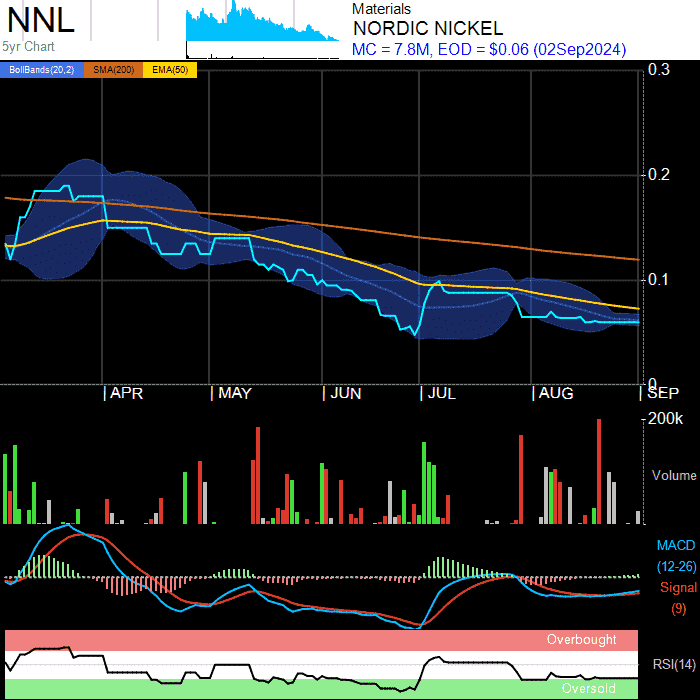 NNL
5yr Chart
Materials
NORDIC NICKEL
MC = 7.8M, EOD = $0.06 (02Sep2024)
BollBands(20,2) SMA(200) EMA(50)
0.3
0.2
0.1
0
| APR | MAY | JUN | JUL | AUG | SEP
200k
Volume
MACD
(12-26)
Signal
(9)
Overbought
RSI(14)
Oversold